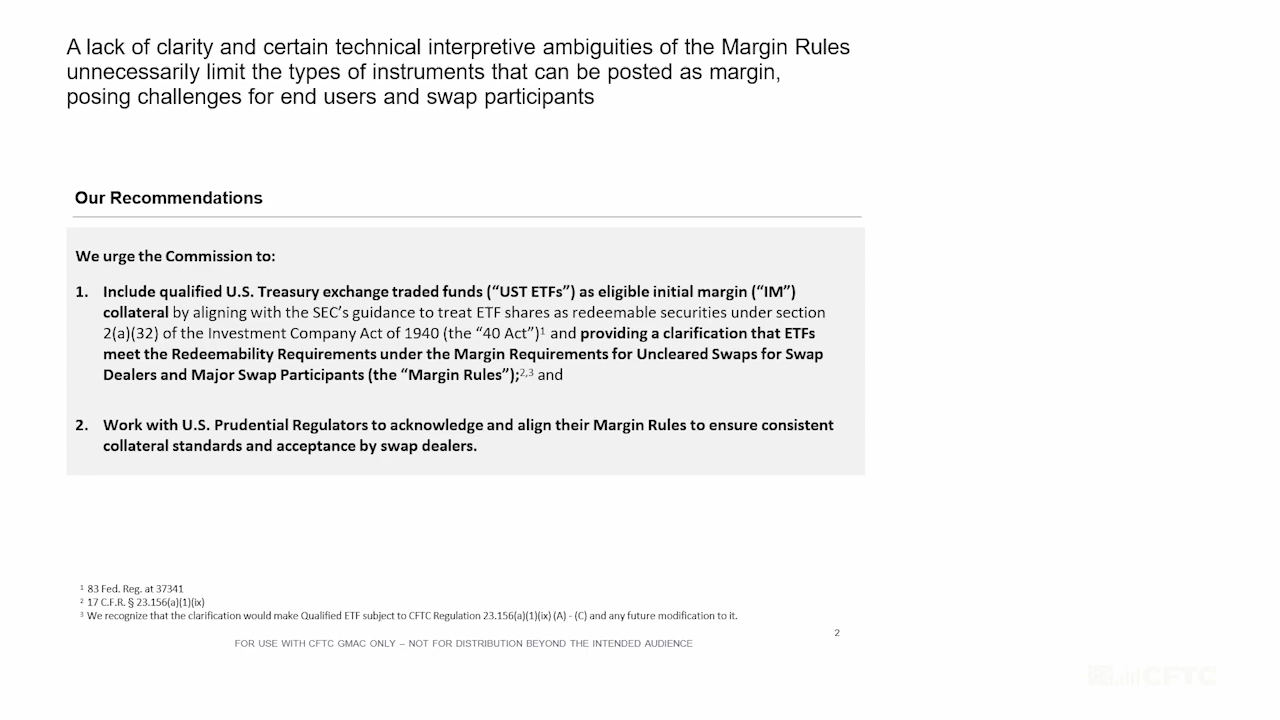 A lack of clarity and certain technical interpretive ambiguities of the Margin Rules
unnecessarily limit the types of instruments that can be posted as margin,
posing challenges for end users and swap participants
Our Recommendations
We urge the Commission to:
1. Include qualified U.S. Treasury exchange traded funds (“UST ETFs”) as eligible initial margin (“IM”)
collateral by aligning with the SEC’s guidance to treat ETF shares as redeemable securities under section
2(a)(32) of the Investment Company Act of 1940 (the “40 Act”)1 and providing a clarification that ETFs
meet the Redeemability Requirements under the Margin Requirements for Uncleared Swaps for Swap
Dealers and Major Swap Participants (the “Margin Rules”);2,3 and
2. Work with U.S. Prudential Regulators to acknowledge and align their Margin Rules to ensure consistent
collateral standards and acceptance by swap dealers.
1 83 Fed. Reg. at 37341
2 17 C.F.R. § 23.156(a)(1)(ix)
3 We recognize that the clarification would make Qualified ETF subject to CFTC Regulation 23.156(a)(1)(ix) (A) - (C) and any future modification to it.
2
FOR USE WITH CFTC GMAC ONLY – NOT FOR DISTRIBUTION BEYOND THE INTENDED AUDIENCE
CFTC